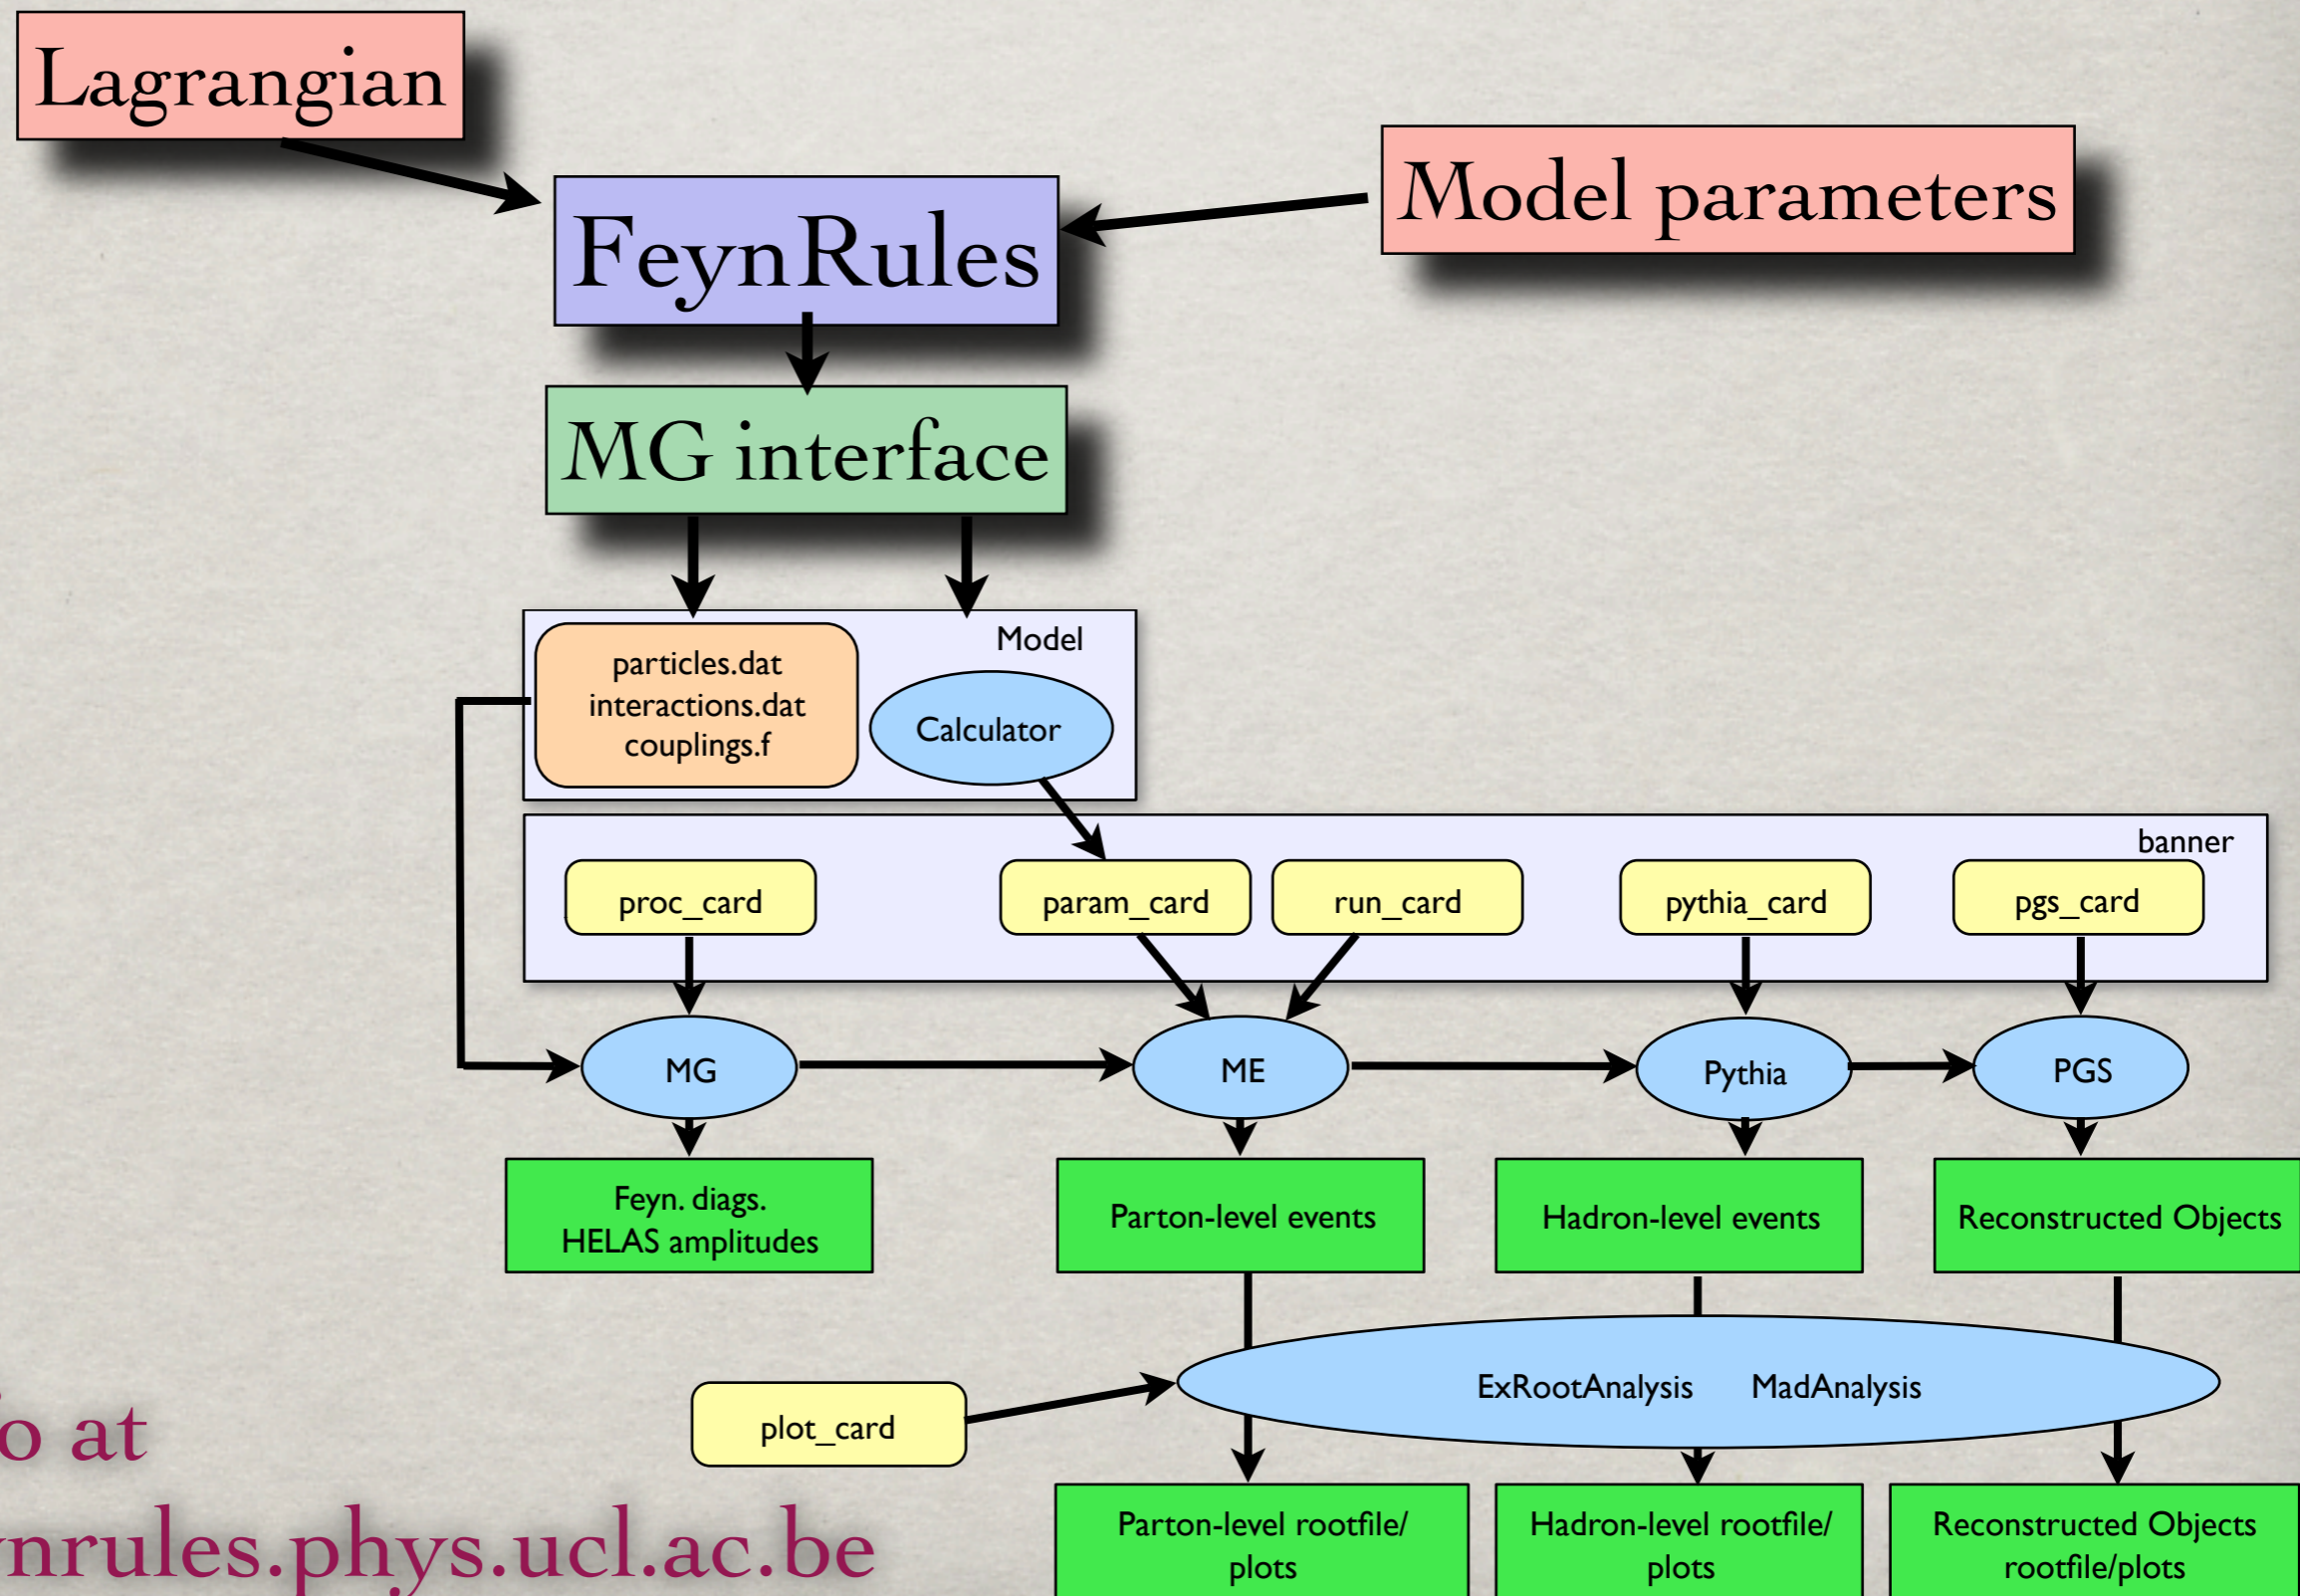 Lagrangian
Model parameters
FeynRules
MG interface
Model
particles.dat
interactions.dat
couplings.f
Calculator
banner
proc_card
param_card
run_card
pythia_card
pgs_card
MG
ME
Pythia
PGS
Feyn. diags.
HELAS amplitudes
Parton-level events
Hadron-level events
Reconstructed Objects
ExRootAnalysis
MadAnalysis
plot_card
o at
nrules.phys.ucl.ac.be
Parton-level rootfile/
plots
Hadron-level rootfile/
plots
Reconstructed Objects
rootfile/plots